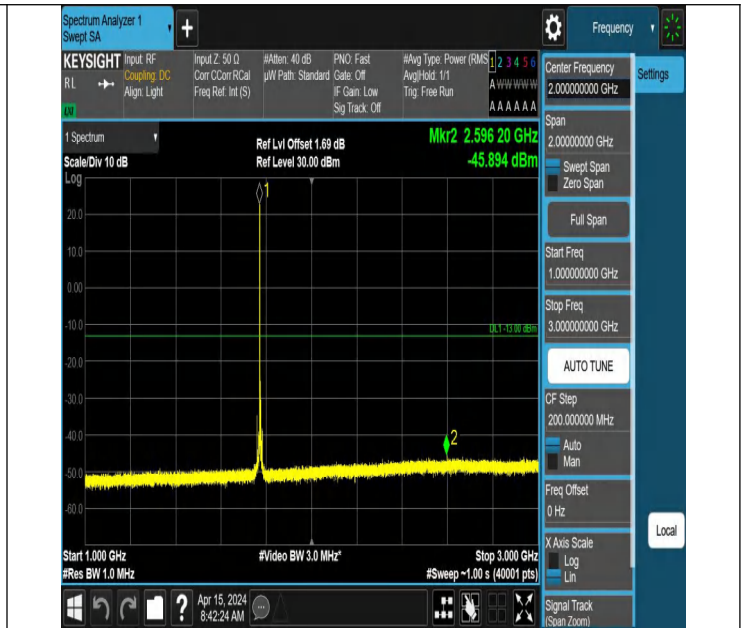 Spectrum Analyzer 1
Swept SA
+
Frequency
KEYSIGHT
RL
Input: RF
Coupling: DC
Align: Light
Input Z: 50 Ω
Corr CCorr RCal
Freq Ref: Int (S)
#Atten: 40 dB
µW Path: Standard
PNO: Fast
Gate: Off
IF Gain: Low
Sig Track: Off
#Avg Type: Power (RMS
Avg|Hold: 1/1
Trig: Free Run
1 2 3 4 5 6
A W W W W W
A A A A A A
1 Spectrum
Scale/Div 10 dB
Ref Lvl Offset 1.69 dB
Ref Level 30.00 dBm
Mkr2 2.596 20 GHz
-45.894 dBm
Log
1
20.0
10.0
0.00
-10.0
DL1 -13.00 dBm
-20.0
-30.0
-40.0
2
-50.0
-60.0
Start 1.000 GHz
#Res BW 1.0 MHz
#Video BW 3.0 MHz*
Stop 3.000 GHz
#Sweep ~1.00 s (40001 pts)
?
Apr 15, 2024
8:42:24 AM
Center Frequency
2.000000000 GHz
Span
2.00000000 GHz
Swept Span
Zero Span
Full Span
Start Freq
1.000000000 GHz
Stop Freq
3.000000000 GHz
AUTO TUNE
CF Step
200.000000 MHz
Auto
Man
Freq Offset
0 Hz
X Axis Scale
Log
Lin
Signal Track
(Span Zoom)
Settings
Local